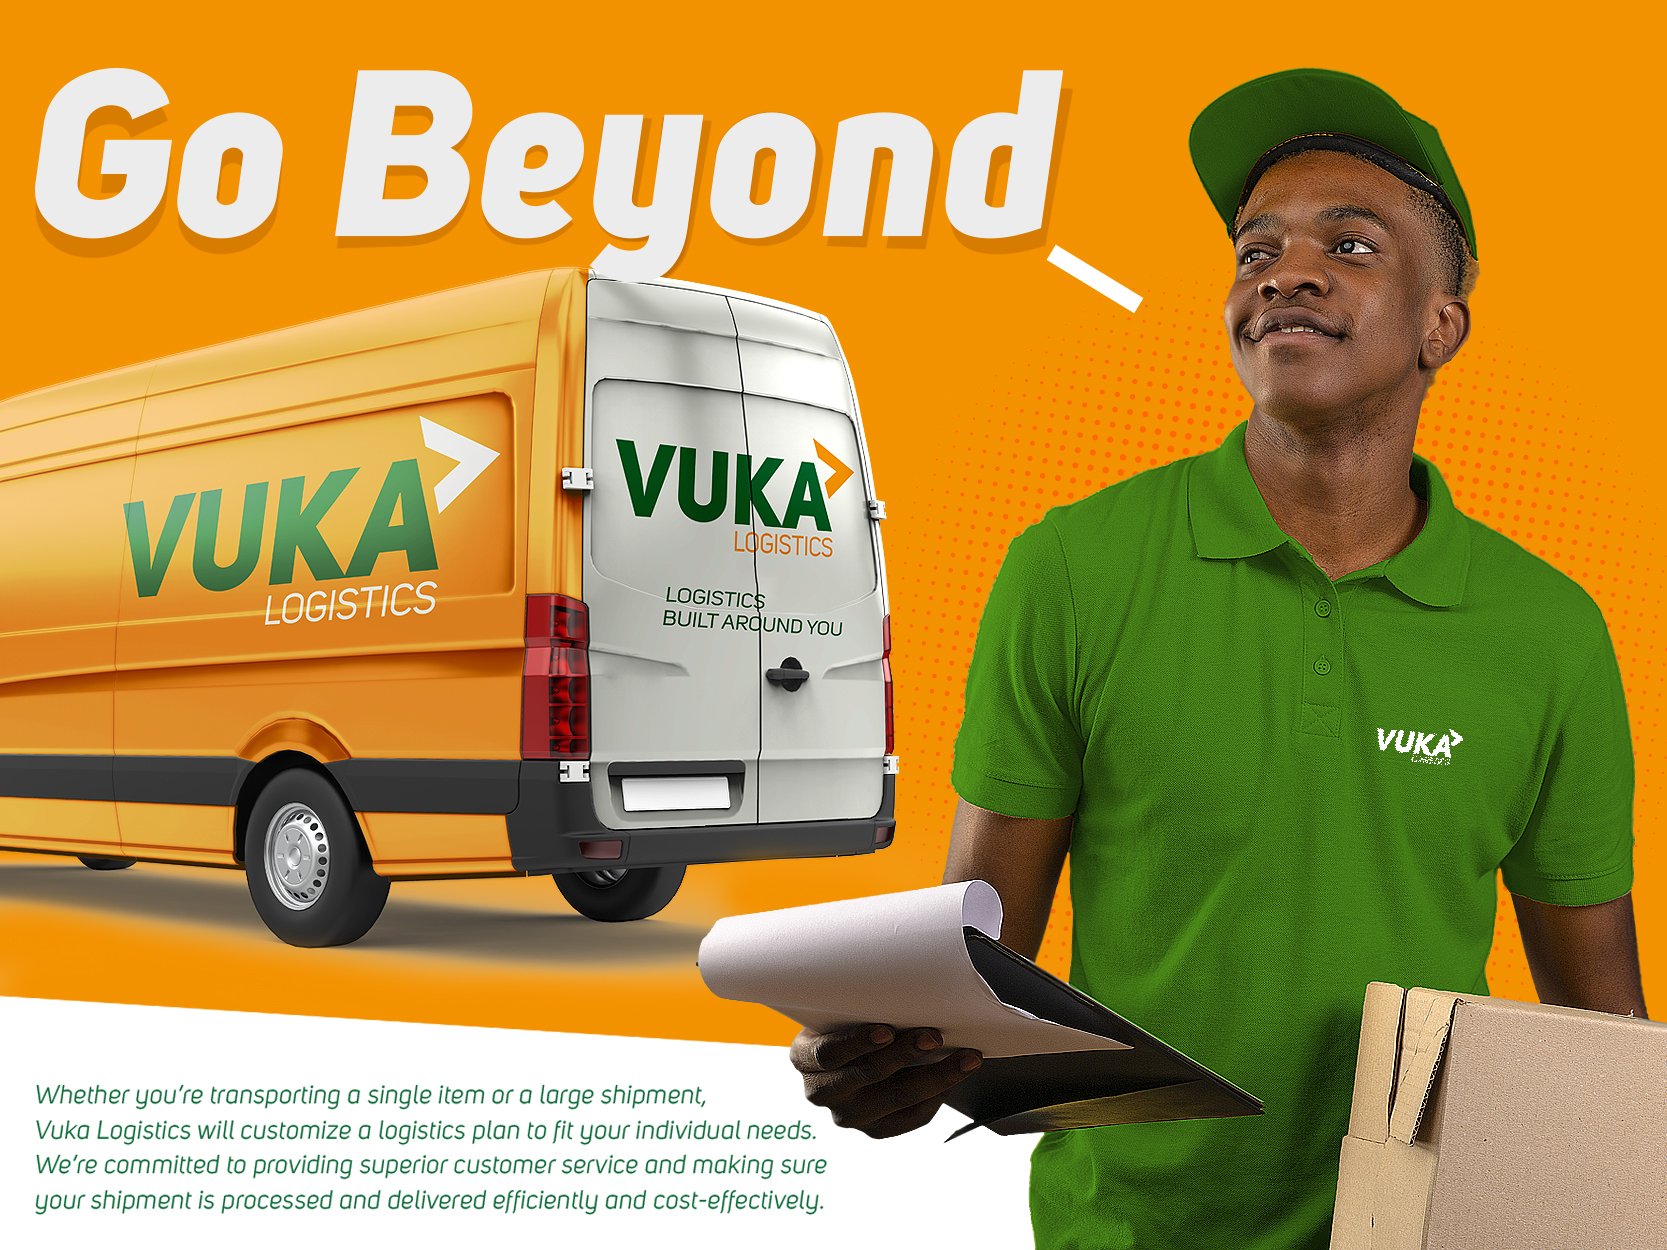 Go Beyond
VUKA
LOGISTICS
VUKA
LOGISTICS
LOGISTICS
BUILT AROUND YOU
VUKA
Whether you're transporting a single item or a large shipment,
Vuka Logistics will customize a logistics plan to fit your individual needs.
We're committed to providing superior customer service and making sure
your shipment is processed and delivered efficiently and cost-effectively.